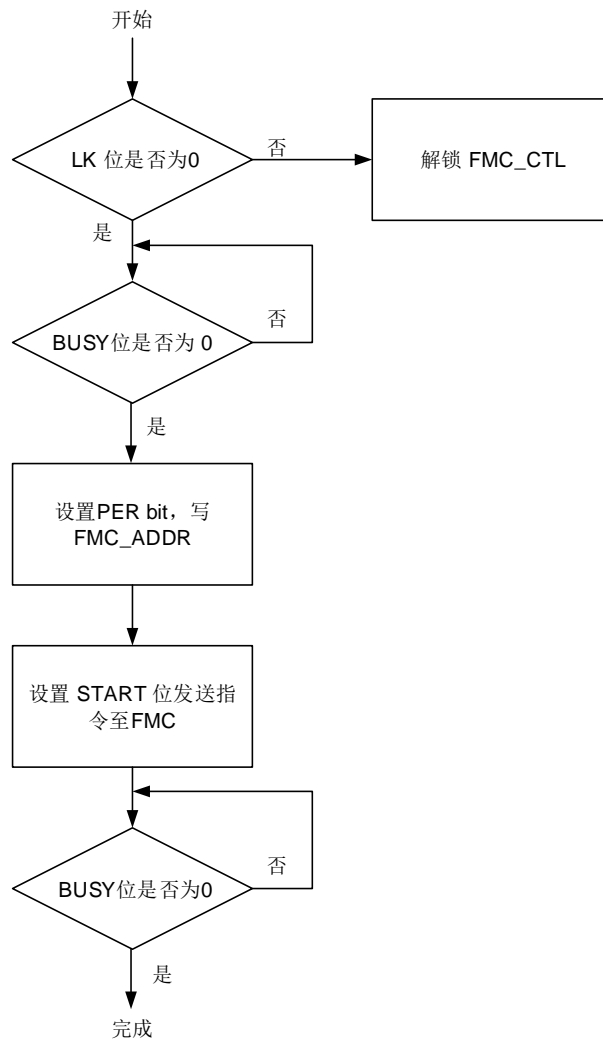 开始
LK 位是否为0
否
解锁 FMC_CTL
是
BUSY位是否为 0
否
是
设置PER bit，写
FMC_ADDR
设置 START 位发送指
令至FMC
BUSY位是否为0
否
是
完成